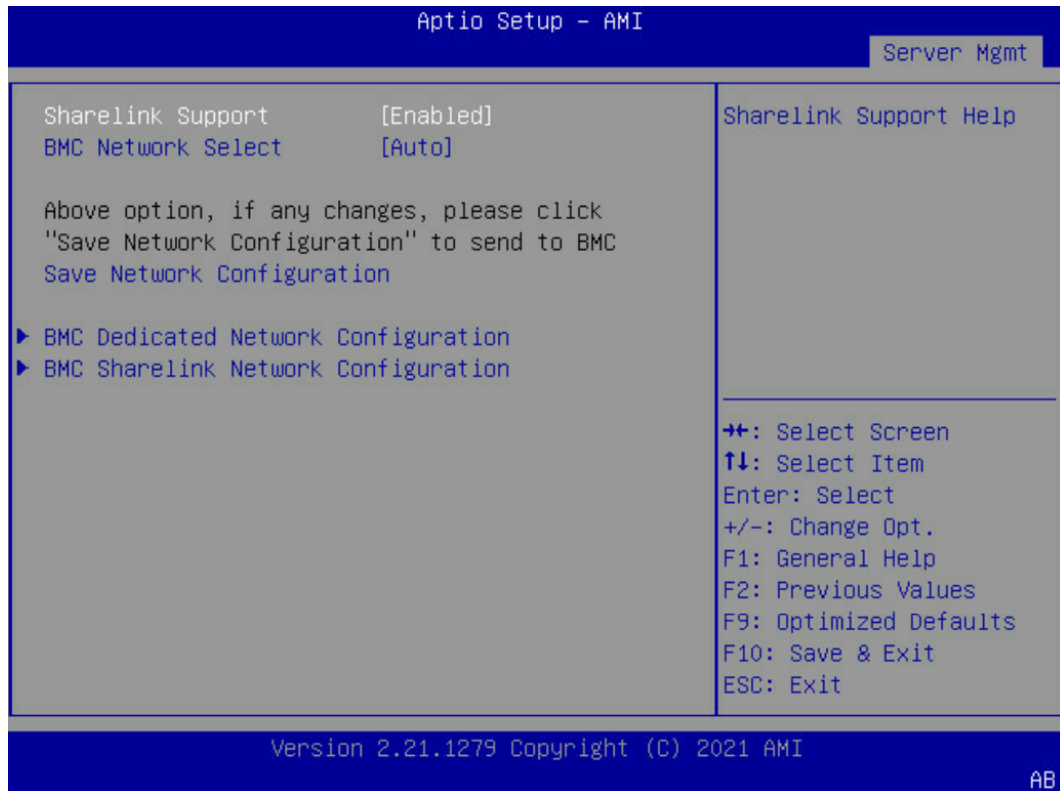 Aptio Setup – AMI
Server Mgmt
Sharelink Support [Enabled]
BMC Network Select [Auto]
Above option, if any changes, please click
"Save Network Configuration" to send to BMC
Save Network Configuration
▶ BMC Dedicated Network Configuration
▶ BMC Sharelink Network Configuration
Sharelink Support Help
→←: Select Screen
↑↓: Select Item
Enter: Select
+/-: Change Opt.
F1: General Help
F2: Previous Values
F9: Optimized Defaults
F10: Save & Exit
ESC: Exit
Version 2.21.1279 Copyright (C) 2021 AMI
AB